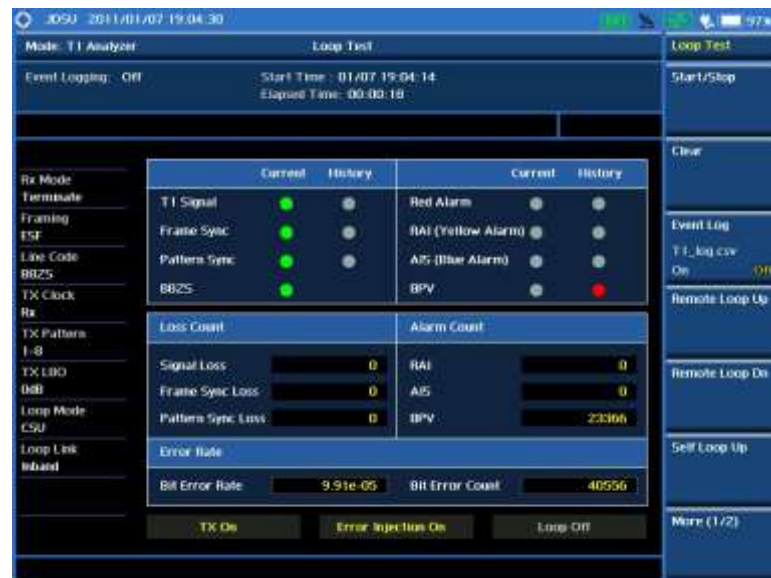 JDSU 2011/01/07 19:04:30
97%
Mode: T1 Analyzer
Loop Test
Loop Test
Event Logging: Off
Start Time : 01/07 19:04:14
Elapsed Time: 00:00:18
Start/Stop
Clear
Event Log
T1_log.csv
On Off
Remote Loop Up
Remote Loop Dn
Self Loop Up
More (1/2)
Rx Mode
Terminate
Framing
ESF
Line Code
B8ZS
TX Clock
Rx
TX Pattern
1-8
TX LBO
0dB
Loop Mode
CSU
Loop Link
Inband
Current History
T1 Signal
Frame Sync
Pattern Sync
B8ZS
Current History
Red Alarm
RAI (Yellow Alarm)
AIS (Blue Alarm)
BPV
Loss Count
Signal Loss 0
Frame Sync Loss 0
Pattern Sync Loss 0
Alarm Count
RAI 0
AIS 0
BPV 23366
Error Rate
Bit Error Rate 9.91e-05
Bit Error Count 40556
TX On
Error Injection On
Loop Off